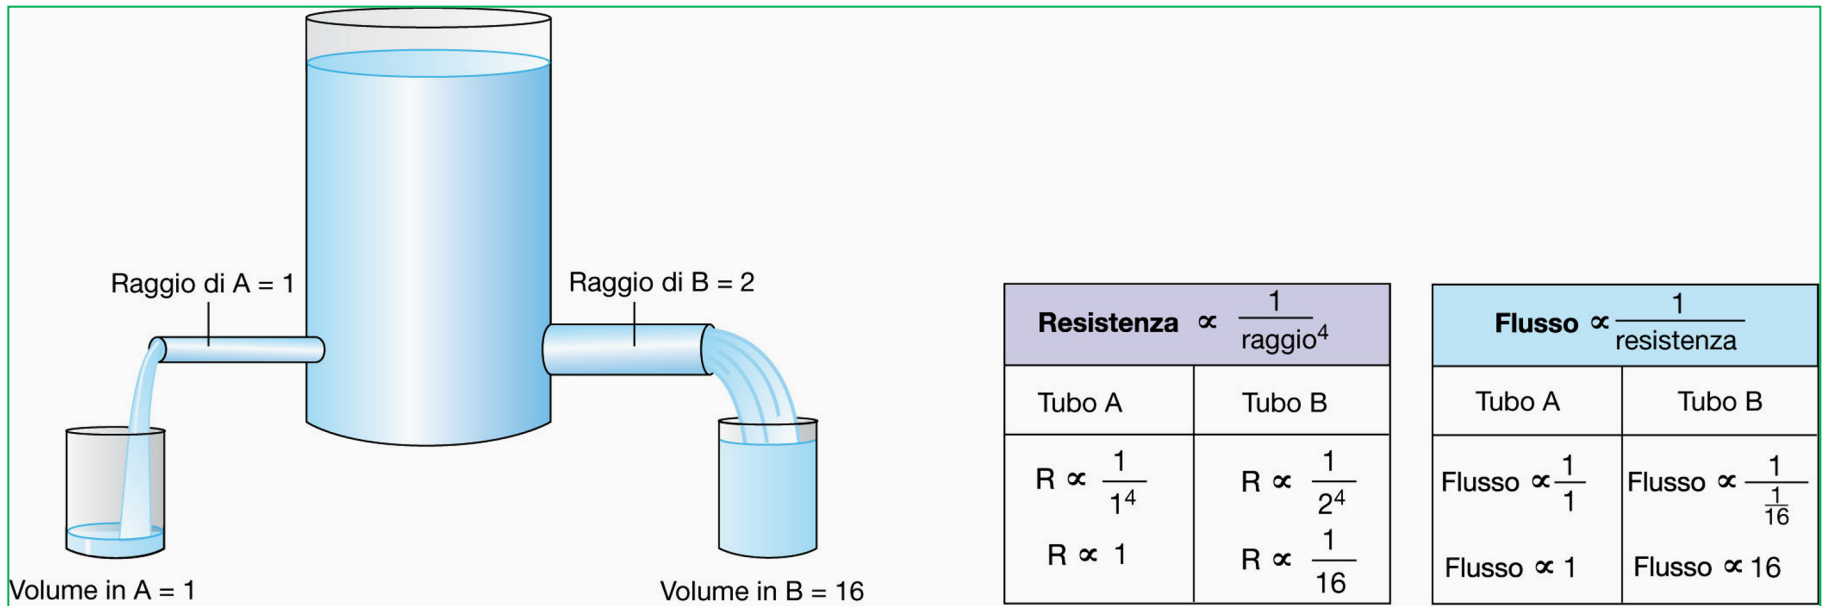 Raggio di A = 1
Raggio di B = 2
Volume in A = 1
Volume in B = 16
Resistenza ∝ 1/raggio⁴
Tubo A Tubo B
R ∝ 1/1⁴ R ∝ 1/2⁴
R ∝ 1 R ∝ 1/16
Flusso ∝ 1/resistenza
Tubo A Tubo B
Flusso ∝ 1/1 Flusso ∝ 1/(1/16)
Flusso ∝ 1 Flusso ∝ 16